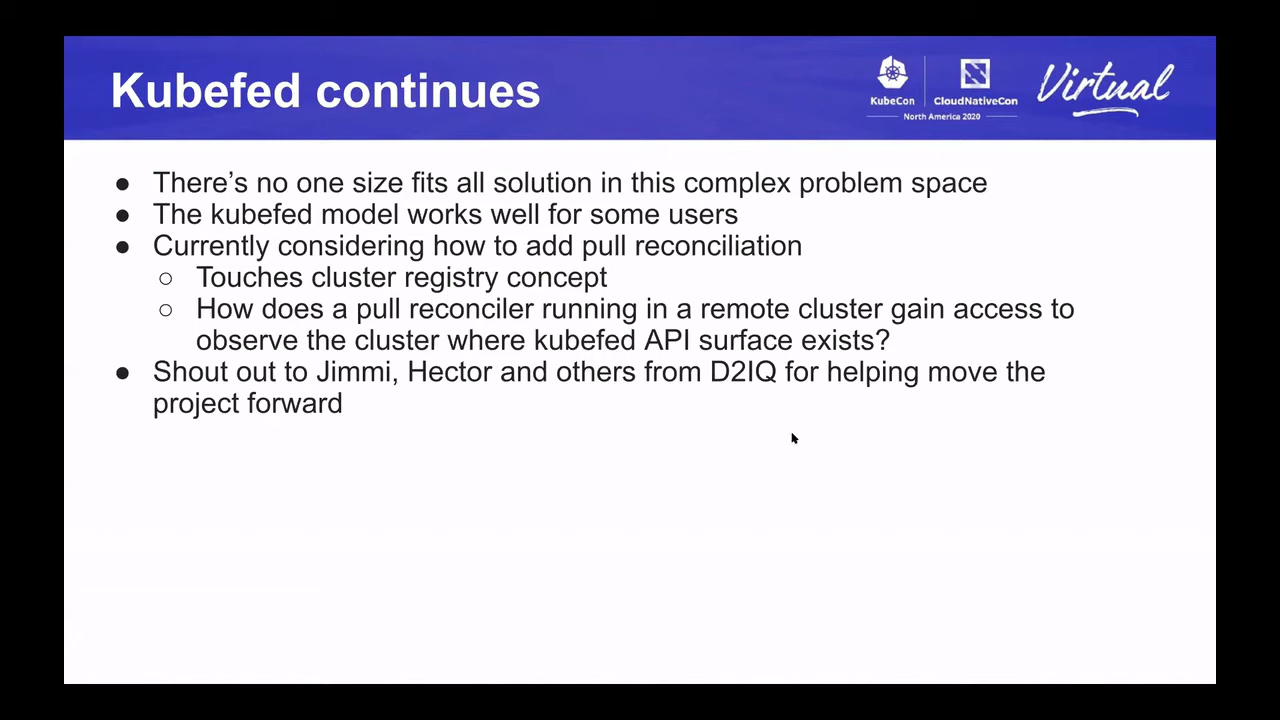 Kubefed continues
KubeCon
CloudNativeCon
North America 2020
Virtual
● There’s no one size fits all solution in this complex problem space
● The kubefed model works well for some users
● Currently considering how to add pull reconciliation
○ Touches cluster registry concept
○ How does a pull reconciler running in a remote cluster gain access to
observe the cluster where kubefed API surface exists?
● Shout out to Jimmi, Hector and others from D2IQ for helping move the
project forward